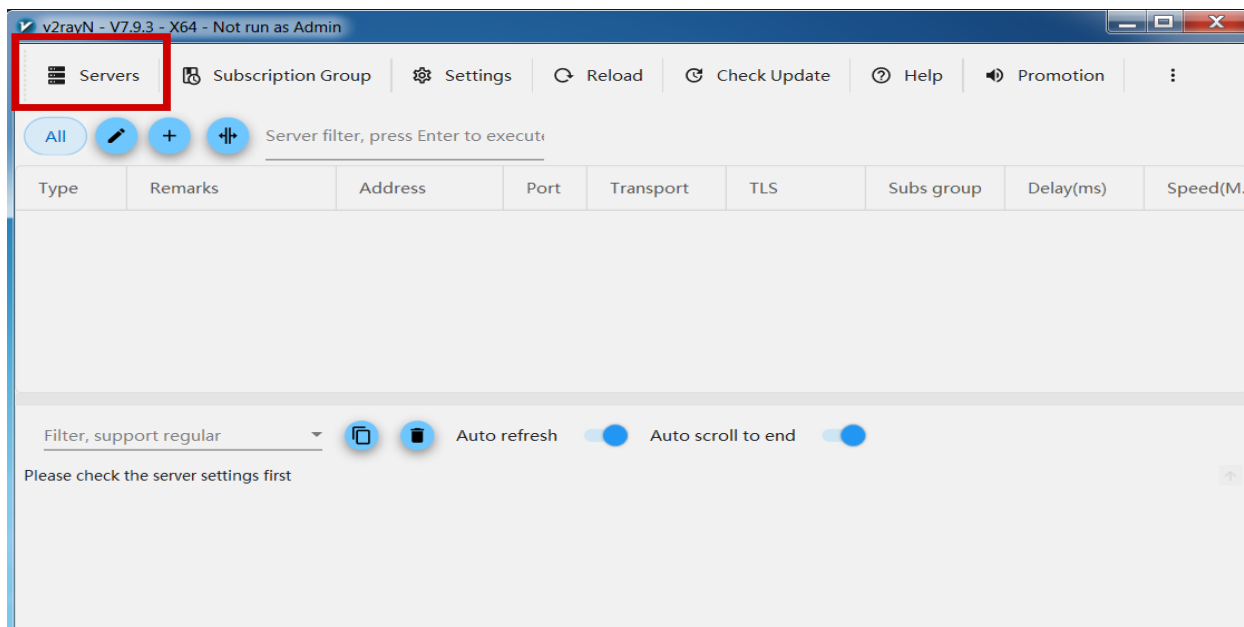 v2rayN - V7.9.3 - X64 - Not run as Admin
Servers Subscription Group Settings Reload Check Update Help Promotion
All Server filter, press Enter to execute
Type Remarks Address Port Transport TLS Subs group Delay(ms) Speed(M.
Filter, support regular Auto refresh Auto scroll to end
Please check the server settings first